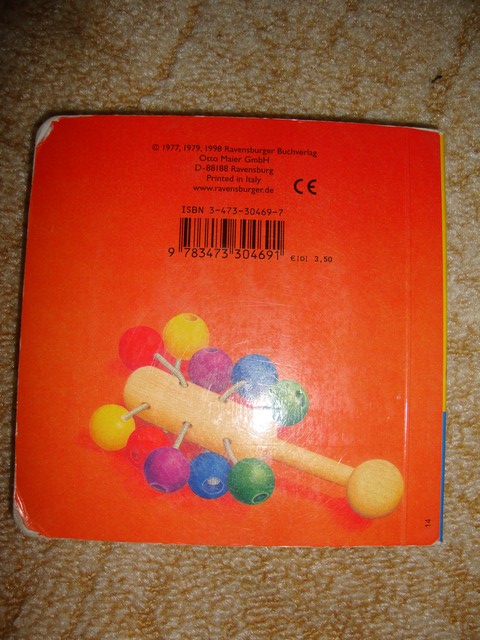 © 1977, 1979, 1998 Ravensburger Buchverlag
Otto Maier GmbH
D-88188 Ravensburg
Printed in Italy
www.ravensburger.de
CE
ISBN 3-473-30469-7
9 783473 304691
€(D) 3,50
14